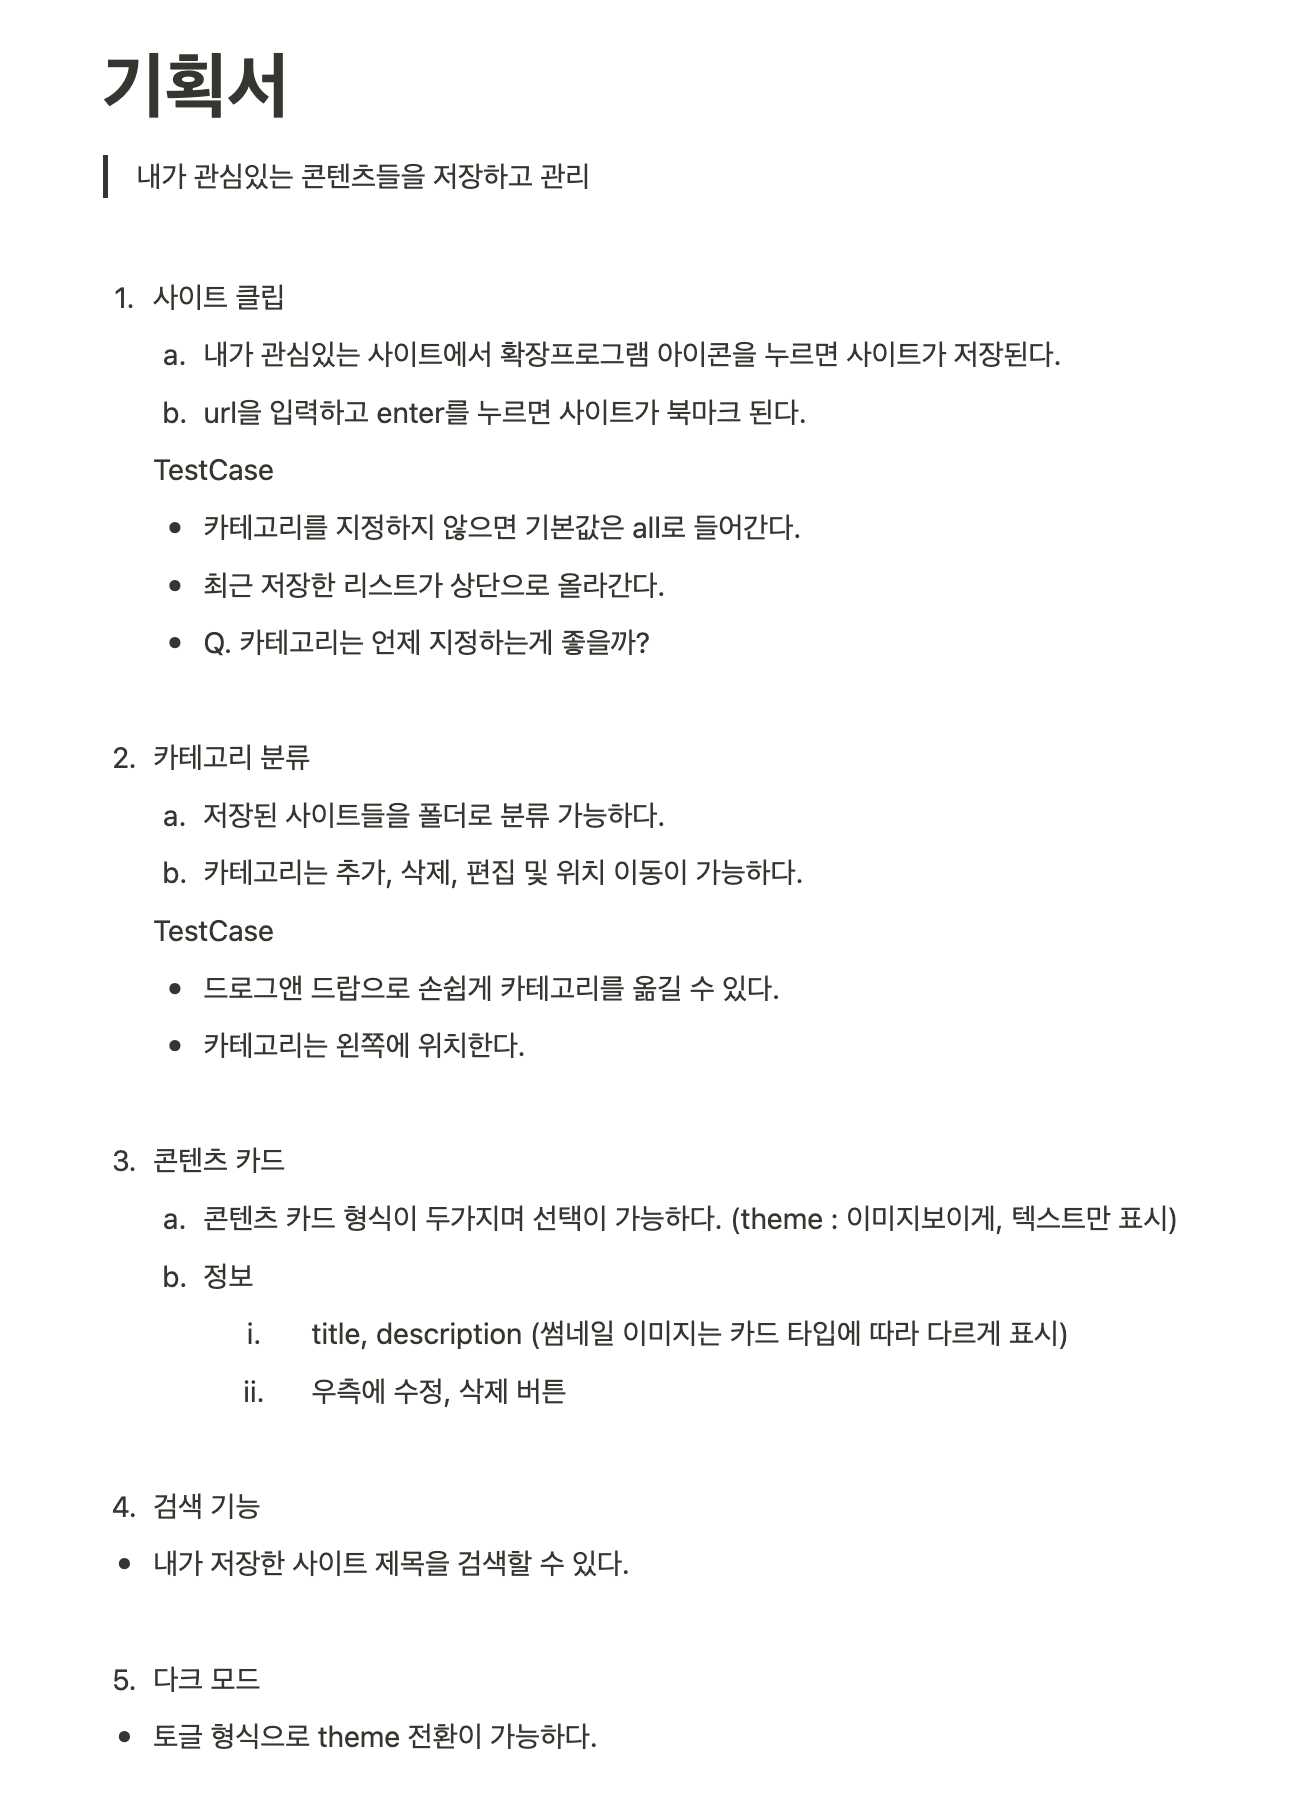 기획서
내가 관심있는 콘텐츠들을 저장하고 관리
1. 사이트 클립
a. 내가 관심있는 사이트에서 확장프로그램 아이콘을 누르면 사이트가 저장된다.
b. url을 입력하고 enter를 누르면 사이트가 북마크 된다.
TestCase
• 카테고리를 지정하지 않으면 기본값은 all로 들어간다.
• 최근 저장한 리스트가 상단으로 올라간다.
• Q. 카테고리는 언제 지정하는게 좋을까?
2. 카테고리 분류
a. 저장된 사이트들을 폴더로 분류 가능하다.
b. 카테고리는 추가, 삭제, 편집 및 위치 이동이 가능하다.
TestCase
• 드로그앤 드랍으로 손쉽게 카테고리를 옮길 수 있다.
• 카테고리는 왼쪽에 위치한다.
3. 콘텐츠 카드
a. 콘텐츠 카드 형식이 두가지며 선택이 가능하다. (theme : 이미지보이게, 텍스트만 표시)
b. 정보
i. title, description (썸네일 이미지는 카드 타입에 따라 다르게 표시)
ii. 우측에 수정, 삭제 버튼
4. 검색 기능
• 내가 저장한 사이트 제목을 검색할 수 있다.
5. 다크 모드
• 토글 형식으로 theme 전환이 가능하다.